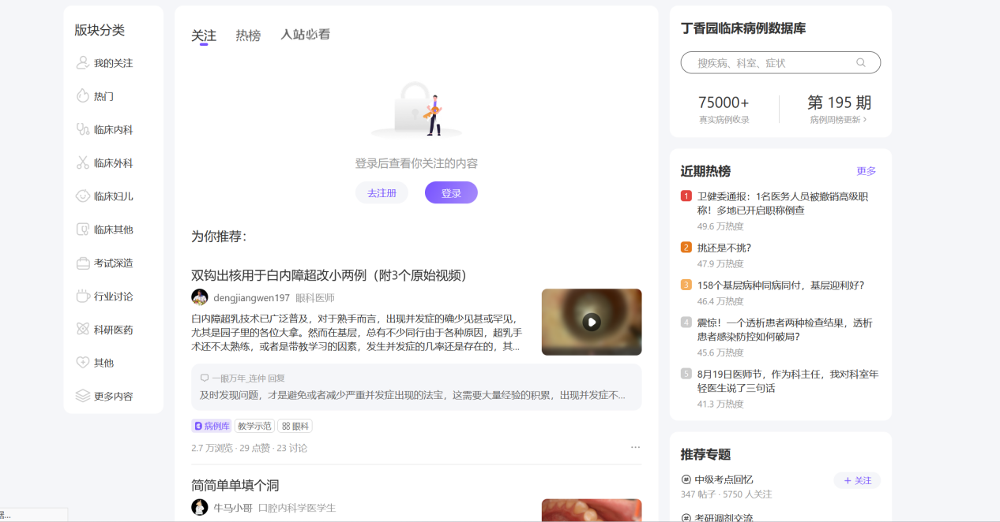 版块分类
我的关注
热门
临床内科
临床外科
临床妇儿
临床其他
考试深造
行业讨论
科研医药
其他
更多内容
关注 热榜 入站必看
登录后查看你关注的内容
去注册 登录
为你推荐：
双钩出核用于白内障超改小两例（附3个原始视频）
dengjiangwen197 眼科医师
白内障超乳技术已广泛普及，对于熟手而言，出现并发症的确少见甚或罕见，
尤其是园子里的各位大拿。然而在基层，总有不少同行由于各种原因，超乳手
术还不太熟练，或者是带教学习的因素，发生并发症的几率还是存在的，其...
一眼万年_连仲 回复
及时发现问题，才是避免或者减少严重并发症出现的法宝，这需要大量经验的积累，出现并发症不...
病例库 教学示范 眼科
2.7 万浏览 · 29 点赞 · 23 讨论
简简单单填个洞
牛马小哥 口腔内科学医学生
丁香园临床病例数据库
搜疾病、科室、症状
75000+ 第 195 期
真实病例收录 病例周榜更新 ›
近期热榜 更多
1 卫健委通报：1名医务人员被撤销高级职
称！多地已开启职称倒查
49.6 万热度
2 挑还是不挑？
47.9 万热度
3 158个基层病种同病同付，基层迎利好？
46.4 万热度
4 震惊！一个透析患者两种检查结果，透析
患者感染防控如何破局？
45.6 万热度
5 8月19日医师节，作为科主任，我对科室年
轻医生说了三句话
41.3 万热度
推荐专题
中级考点回忆 + 关注
347 帖子 · 5750 人关注
考研调剂交流